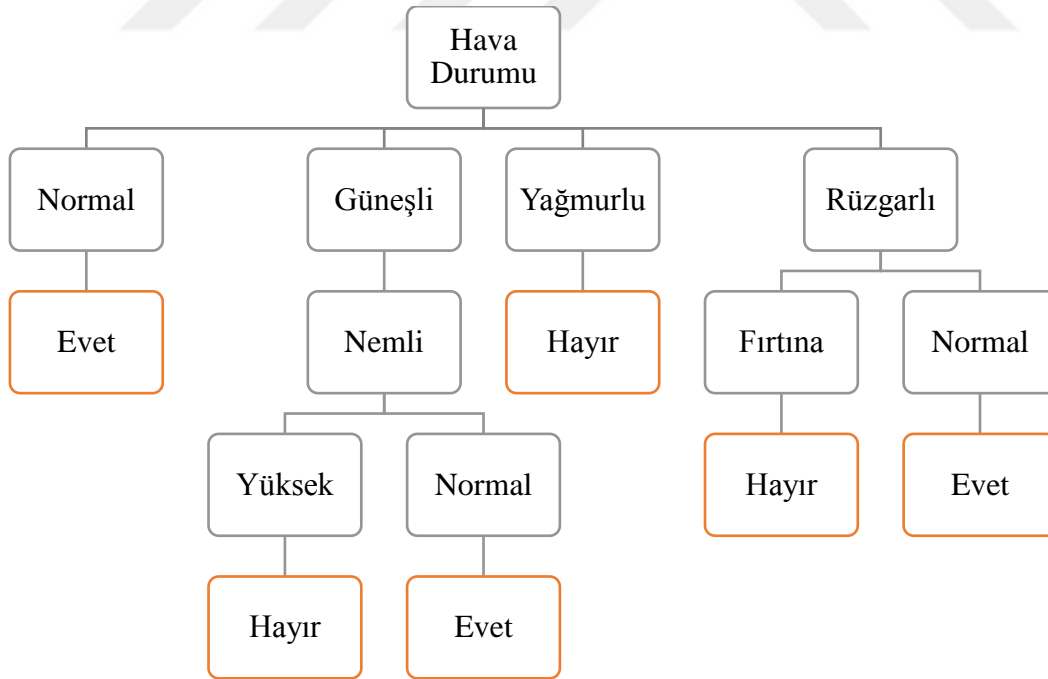 Hava
Durumu
Normal
Güneşli
Yağmurlu
Rüzgarlı
Evet
Nemli
Hayır
Fırtına
Normal
Yüksek
Normal
Hayır
Evet
Hayır
Evet